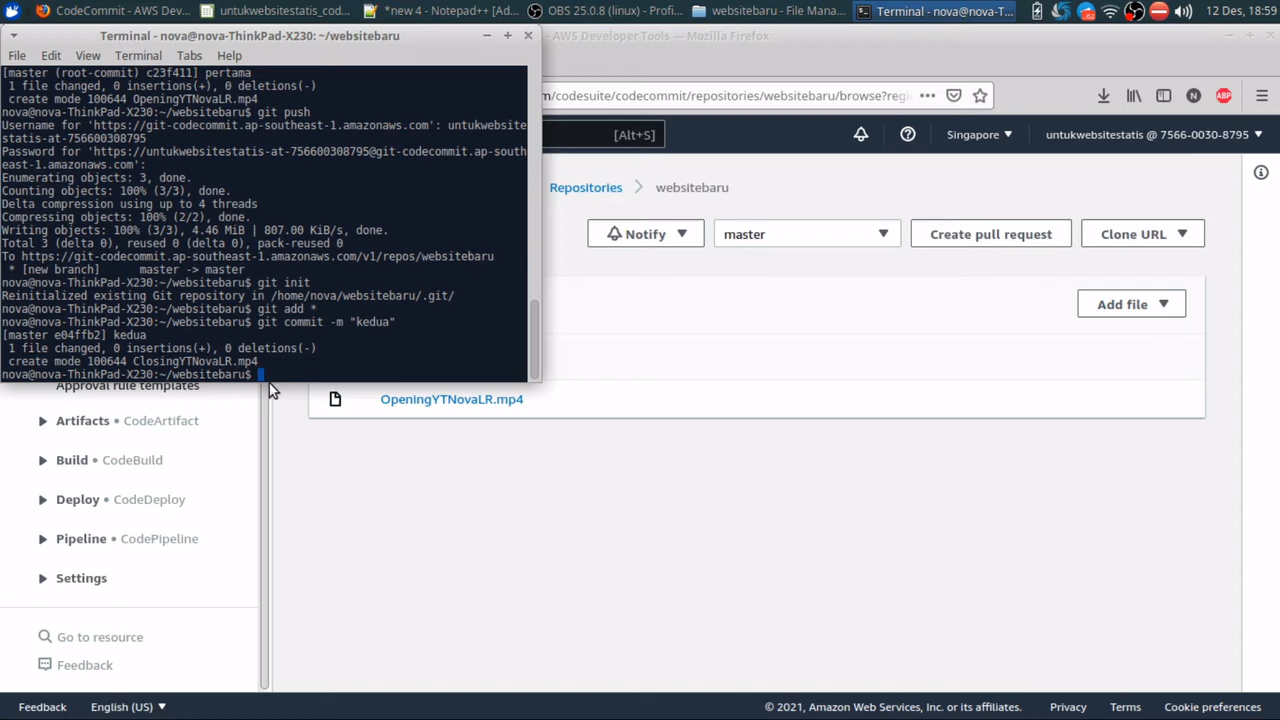 CodeCommit - AWS Dev...
untukwebsitestatis_cod...
*new 4 - Notepad++ [Ad...
OBS 25.0.8 (linux) - Profi...
websitebaru - File Mana...
Terminal - nova@nova-T...
12 Des, 18:59
Terminal - nova@nova-ThinkPad-X230: ~/websitebaru
- AWS Developer Tools — Mozilla Firefox
File Edit View Terminal Tabs Help
[master (root-commit) c23f411] pertama
1 file changed, 0 insertions(+), 0 deletions(-)
create mode 100644 OpeningYTNovaLR.mp4
nova@nova-ThinkPad-X230:~/websitebaru$ git push
Username for 'https://git-codecommit.ap-southeast-1.amazonaws.com': untukwebsite
statis-at-756600308795
Password for 'https://untukwebsitestatis-at-756600308795@git-codecommit.ap-south
east-1.amazonaws.com':
Enumerating objects: 3, done.
Counting objects: 100% (3/3), done.
Delta compression using up to 4 threads
Compressing objects: 100% (2/2), done.
Writing objects: 100% (3/3), 4.46 MiB | 807.00 KiB/s, done.
Total 3 (delta 0), reused 0 (delta 0), pack-reused 0
To https://git-codecommit.ap-southeast-1.amazonaws.com/v1/repos/websitebaru
* [new branch] master -> master
nova@nova-ThinkPad-X230:~/websitebaru$ git init
Reinitialized existing Git repository in /home/nova/websitebaru/.git/
nova@nova-ThinkPad-X230:~/websitebaru$ git add *
nova@nova-ThinkPad-X230:~/websitebaru$ git commit -m "kedua"
[master e04ffb2] kedua
1 file changed, 0 insertions(+), 0 deletions(-)
create mode 100644 ClosingYTNovaLR.mp4
nova@nova-ThinkPad-X230:~/websitebaru$
m/codesuite/codecommit/repositories/websitebaru/browse?regi
N
ABP
[Alt+S]
Singapore
untukwebsitestatis @ 7566-0030-8795
Repositories > websitebaru
Notify
master
Create pull request
Clone URL
Add file
OpeningYTNovaLR.mp4
Approval rule templates
Artifacts • CodeArtifact
Build • CodeBuild
Deploy • CodeDeploy
Pipeline • CodePipeline
Settings
Go to resource
Feedback
Feedback
English (US)
© 2021, Amazon Web Services, Inc. or its affiliates.
Privacy
Terms
Cookie preferences